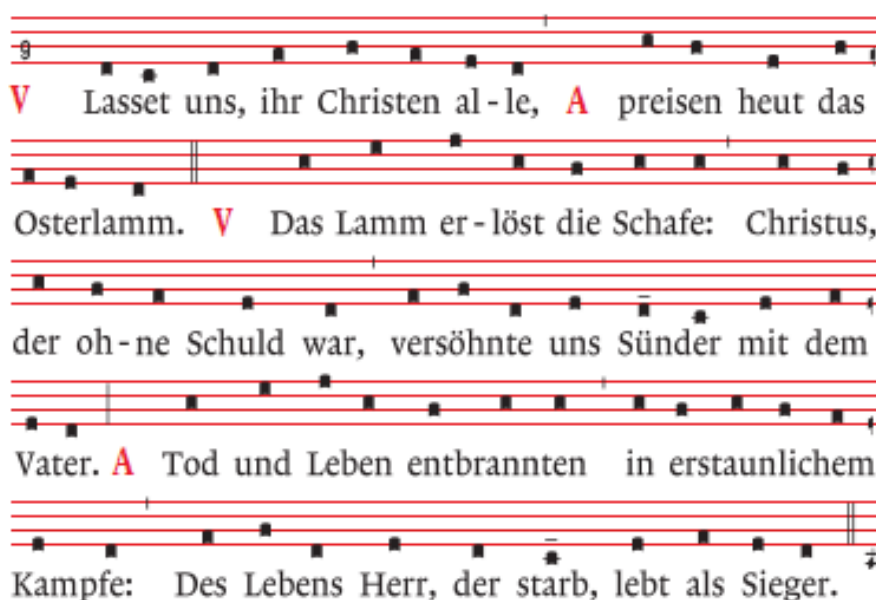 V Lasset uns, ihr Christen al-le, A preisen heut das
Osterlamm. V Das Lamm er-löst die Schafe: Christus,
der oh-ne Schuld war, versöhnte uns Sünder mit dem
Vater. A Tod und Leben entbrannten in erstaunlichem
Kampfe: Des Lebens Herr, der starb, lebt als Sieger.